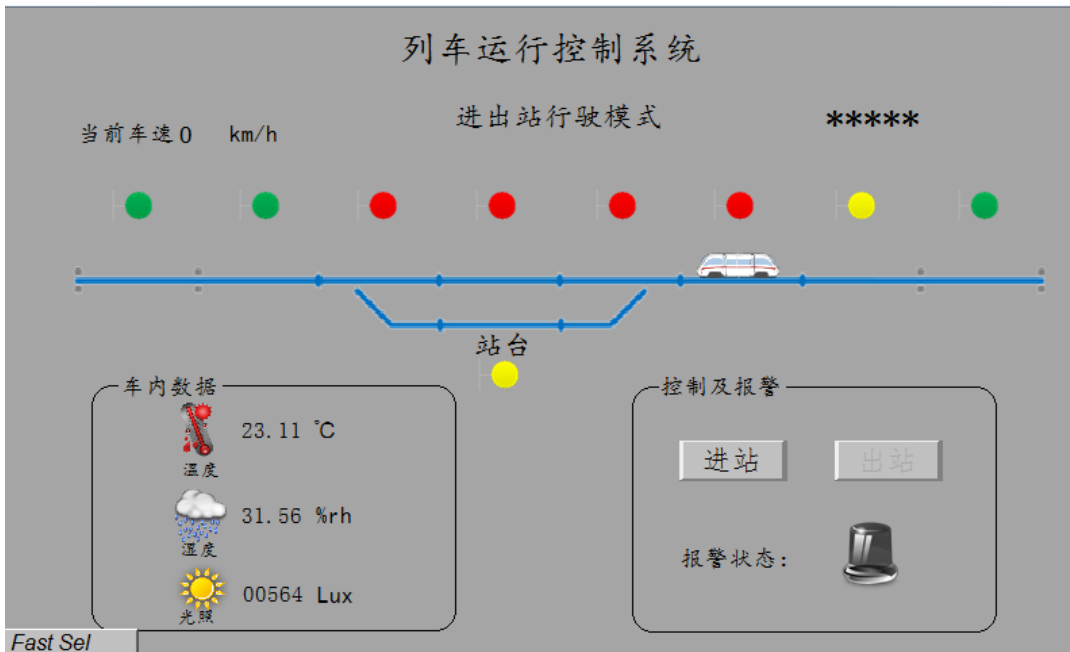 列车运行控制系统
进出站行驶模式
*****
当前车速0 km/h
站台
车内数据
23.11 ℃
温度
31.56 %rh
湿度
00564 Lux
光照
控制及报警
进站
出站
报警状态:
Fast Sel